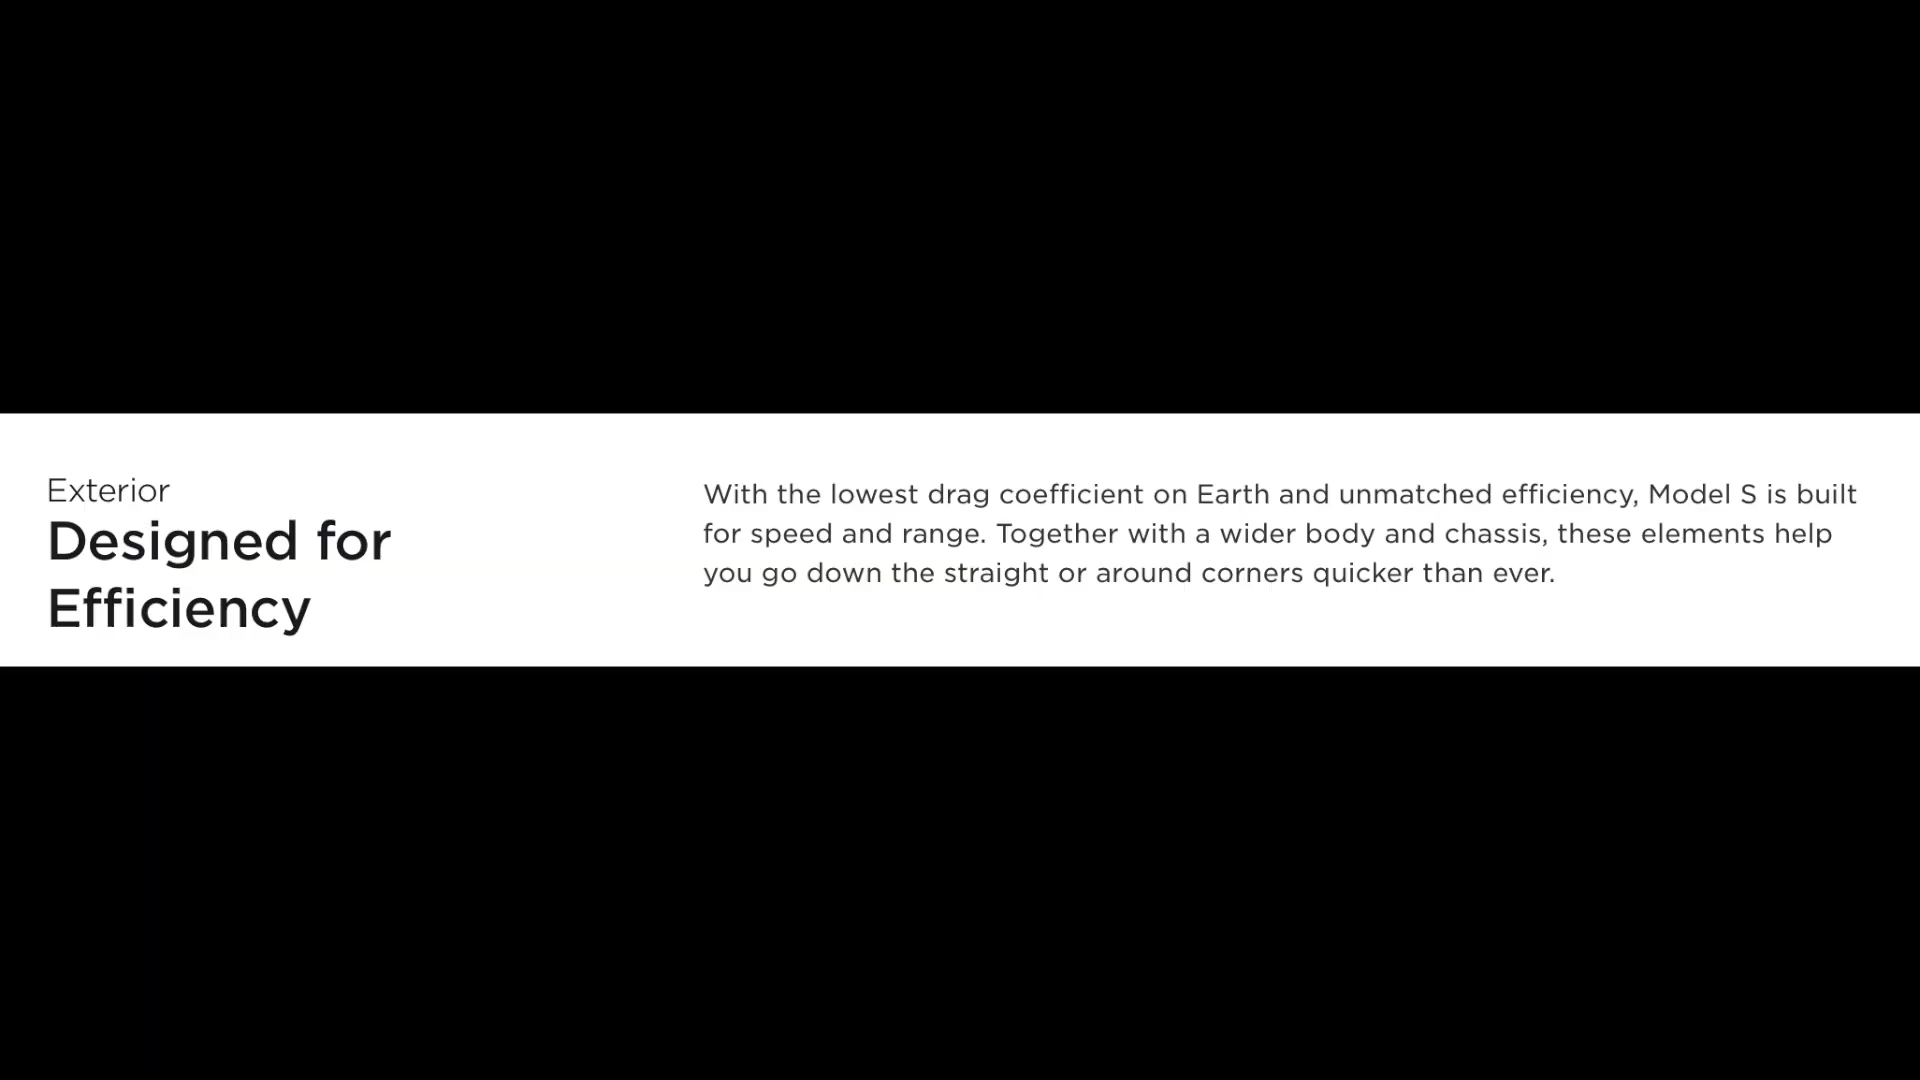 Exterior
Designed for
Efficiency
With the lowest drag coefficient on Earth and unmatched efficiency, Model S is built
for speed and range. Together with a wider body and chassis, these elements help
you go down the straight or around corners quicker than ever.